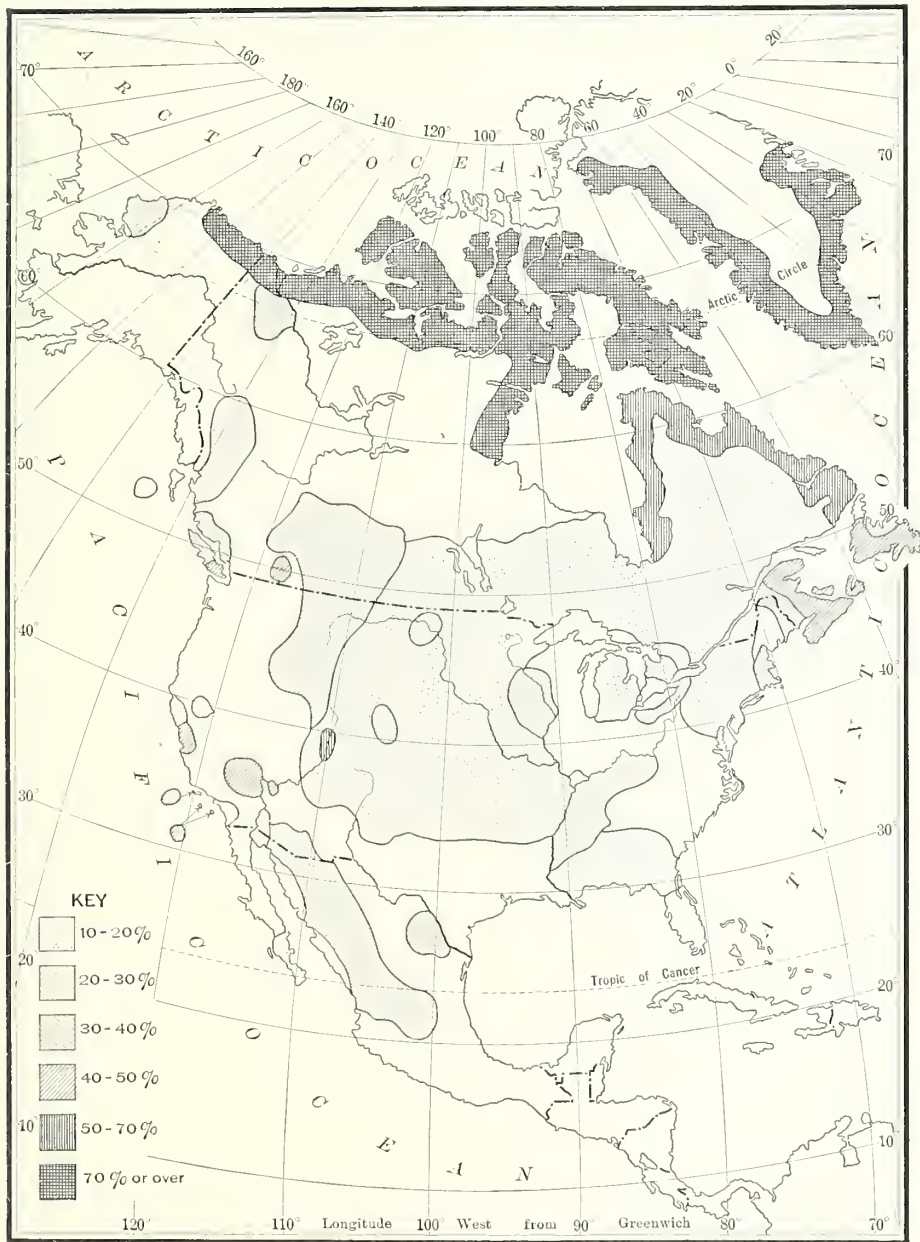 160° 180° 160° 140° 120° 100° 80° 60 40° 20° 0° 20°
70°
70
ARCTIC OCEAN
60
60
Arctic Circle
50°
50
40°
40°
30°
30°
20
20°
10°
10
PACIFIC OCEAN
ATLANTIC OCEAN
Tropic of Cancer
KEY
10-20%
20-30%
30-40%
40-50%
50-70%
70% or over
120° 110° Longitude 100° West from 90° Greenwich 80° 70°